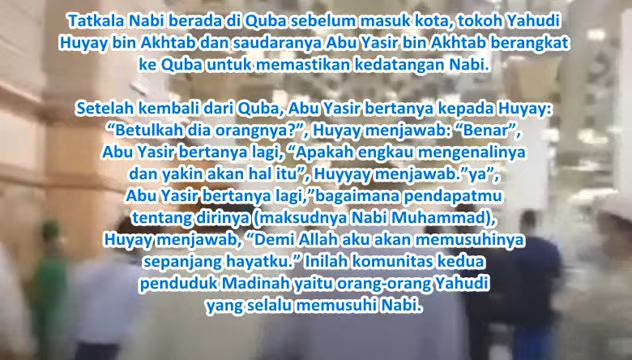 Tatkala Nabi berada di Quba sebelum masuk kota, tokoh Yahudi
Huyay bin Akhtab dan saudaranya Abu Yasir bin Akhtab berangkat
ke Quba untuk memastikan kedatangan Nabi.
Setelah kembali dari Quba, Abu Yasir bertanya kepada Huyay:
“Betulkah dia orangnya?”, Huyay menjawab: “Benar”,
Abu Yasir bertanya lagi, “Apakah engkau mengenalinya
dan yakin akan hal itu”, Huyyay menjawab.”ya”,
Abu Yasir bertanya lagi,”bagaimana pendapatmu
tentang dirinya (maksudnya Nabi Muhammad),
Huyay menjawab, “Demi Allah aku akan memusuhinya
sepanjang hayatku.” Inilah komunitas kedua
penduduk Madinah yaitu orang-orang Yahudi
yang selalu memusuhi Nabi.